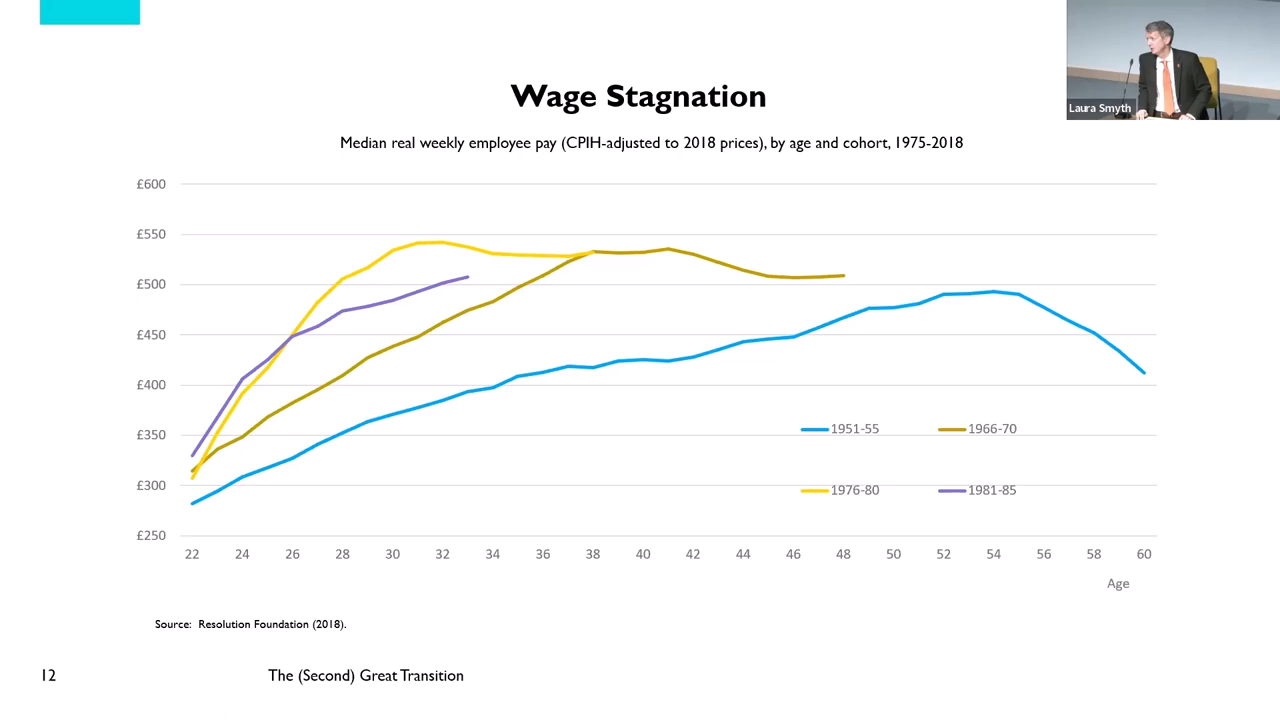 Laura Smyth
Wage Stagnation
Median real weekly employee pay (CPIH-adjusted to 2018 prices), by age and cohort, 1975-2018
£600
£550
£500
£450
£400
£350
£300
£250
1951-55 1966-70
1976-80 1981-85
22 24 26 28 30 32 34 36 38 40 42 44 46 48 50 52 54 56 58 60
Age
Source: Resolution Foundation (2018).
12 The (Second) Great Transition